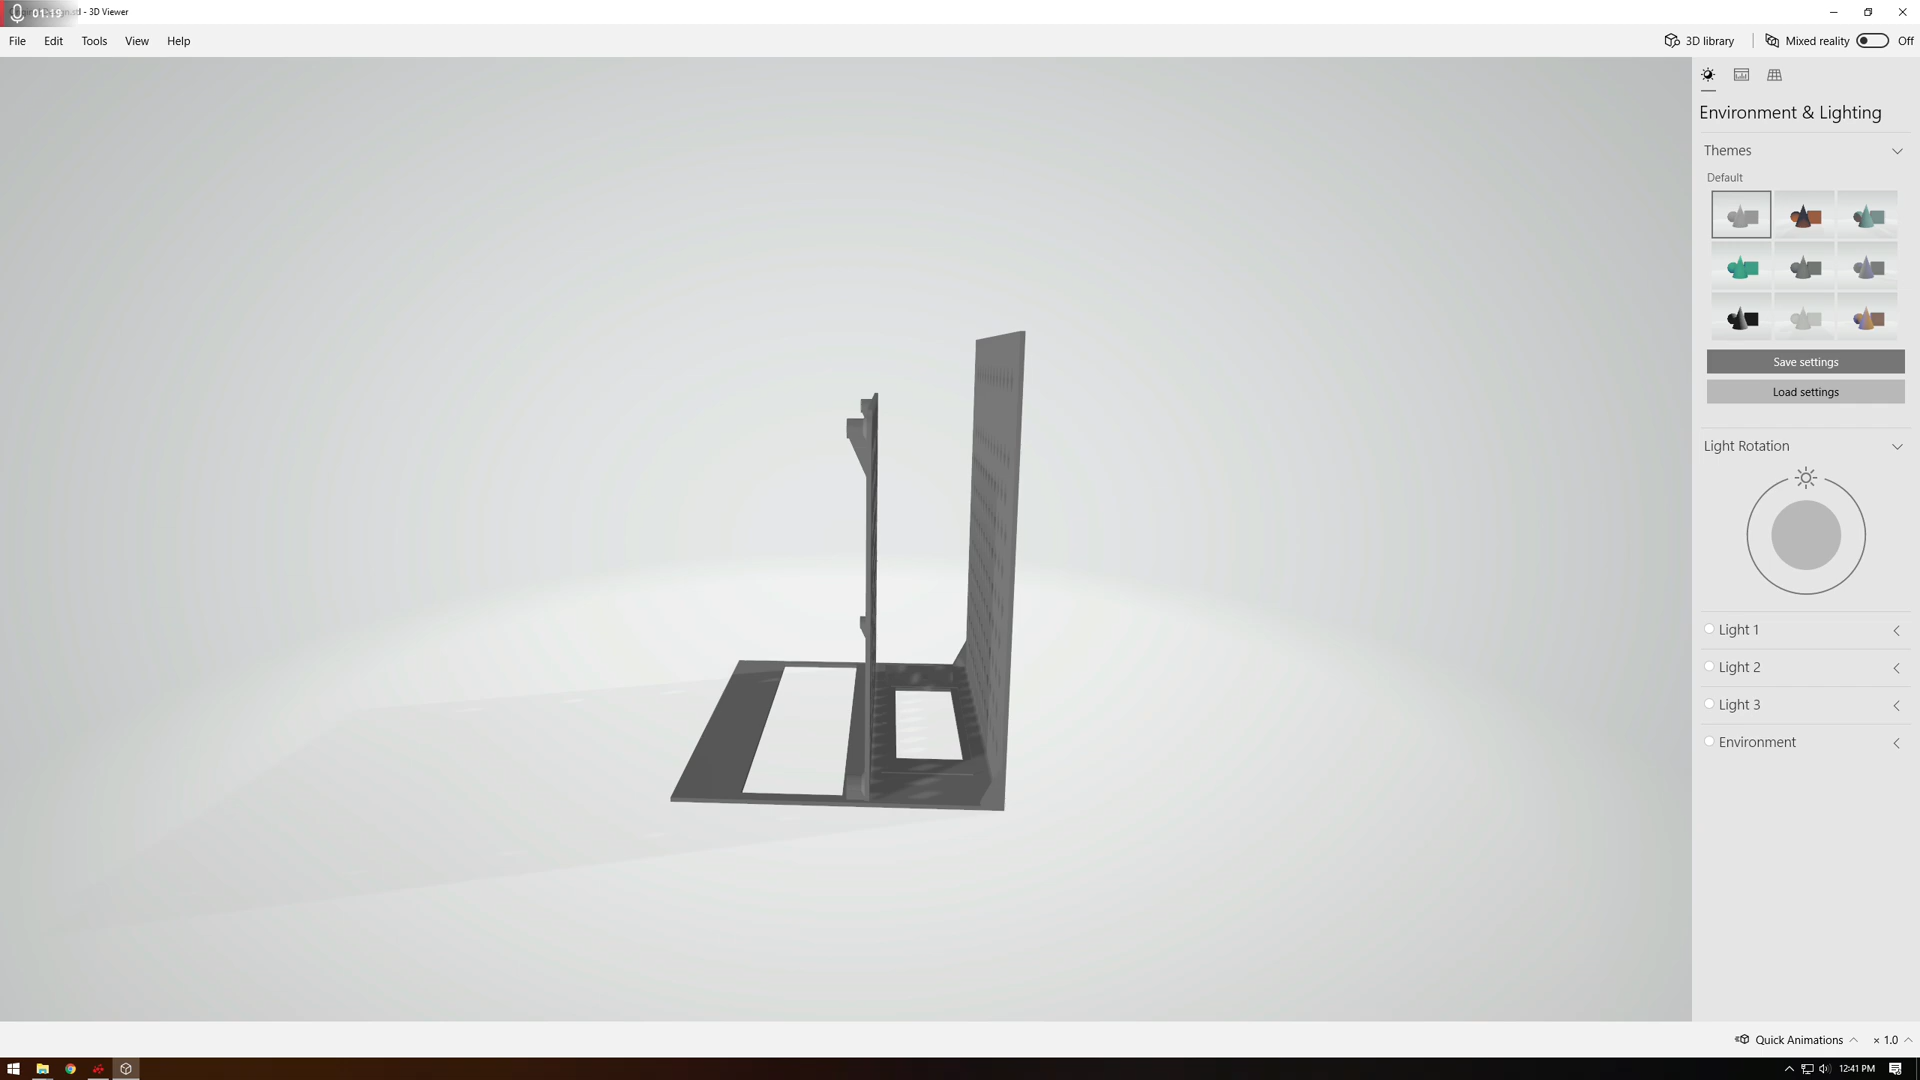 01:19
- 3D Viewer
File Edit Tools View Help
3D library Mixed reality Off
Environment & Lighting
Themes
Default
Save settings
Load settings
Light Rotation
Light 1
Light 2
Light 3
Environment
Quick Animations × 1.0
12:41 PM